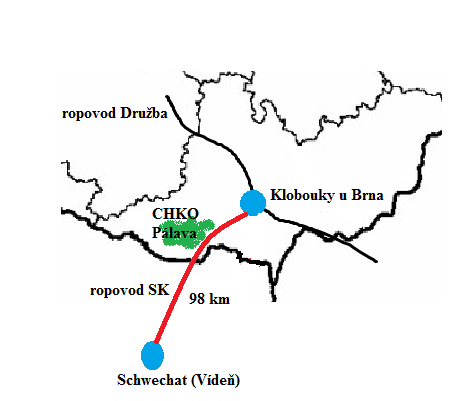 ropovod Družba
Klobouky u Brna
CHKO
Pálava
ropovod SK
98 km
Schwechat (Vídeň)